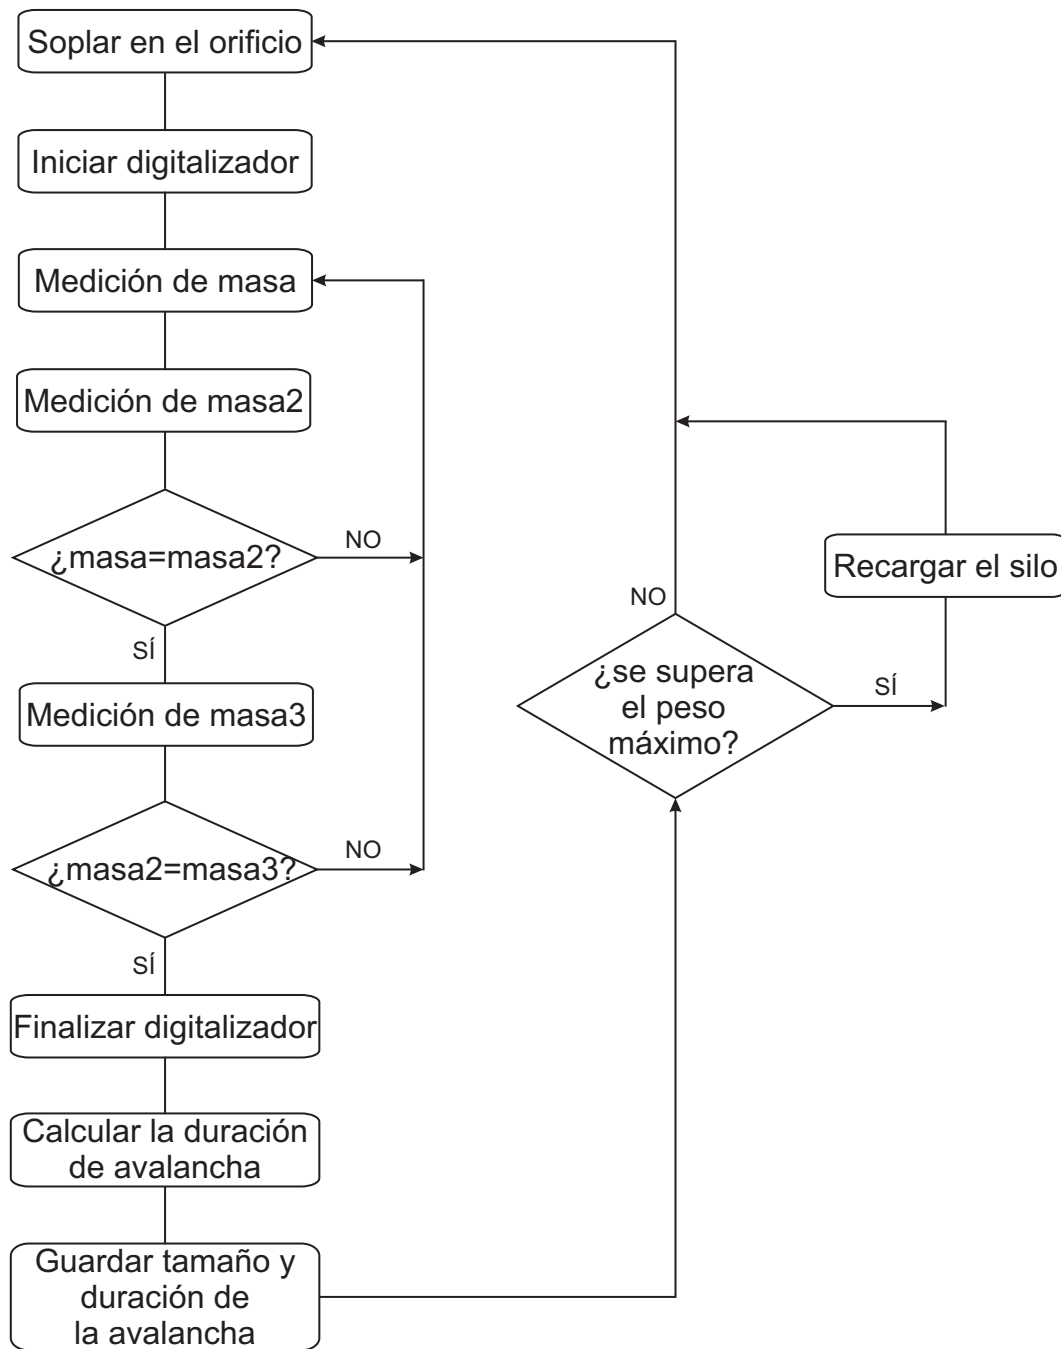 Soplar en el orificio
Iniciar digitalizador
Medición de masa
Medición de masa2
¿masa=masa2?
NO
SÍ
Medición de masa3
¿masa2=masa3?
NO
SÍ
Finalizar digitalizador
Calcular la duración
de avalancha
Guardar tamaño y
duración de
la avalancha
¿se supera
el peso
máximo?
NO
SÍ
Recargar el silo